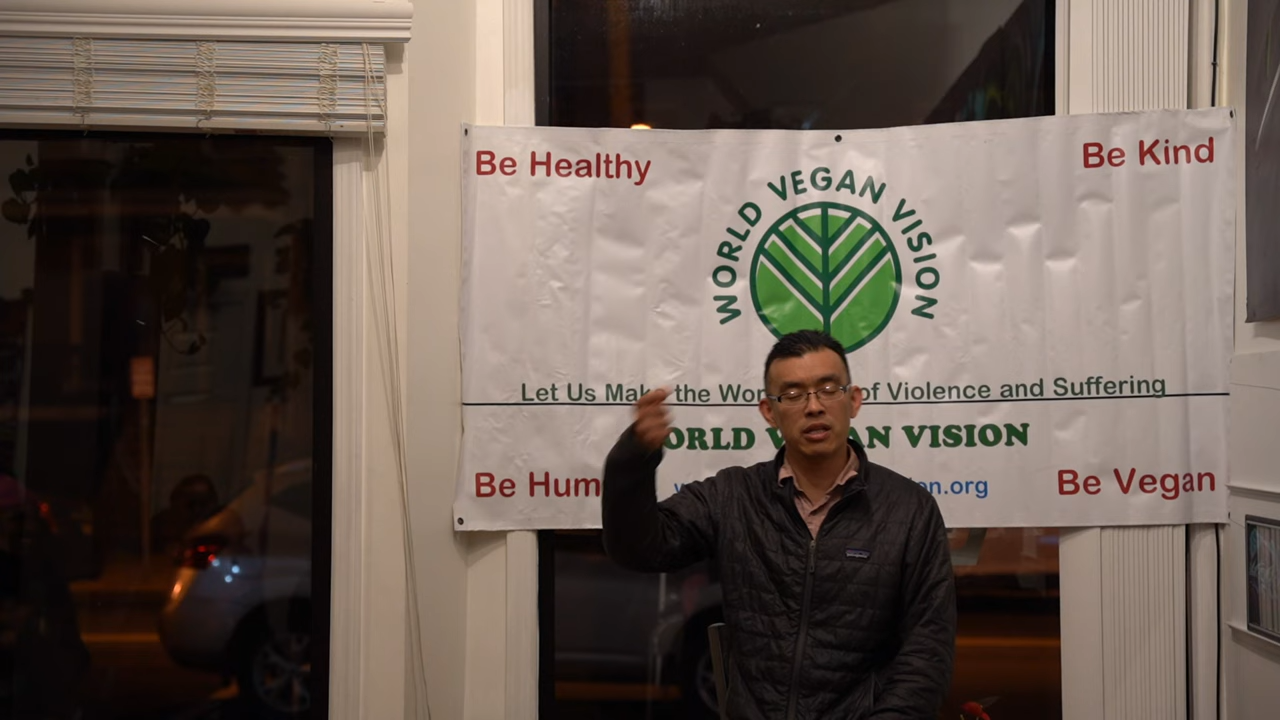 Be Healthy
Be Kind
WORLD VEGAN VISION
Let Us Make the Wor of Violence and Suffering
ORLD V AN VISION
Be Hum
Be Vegan
n.org